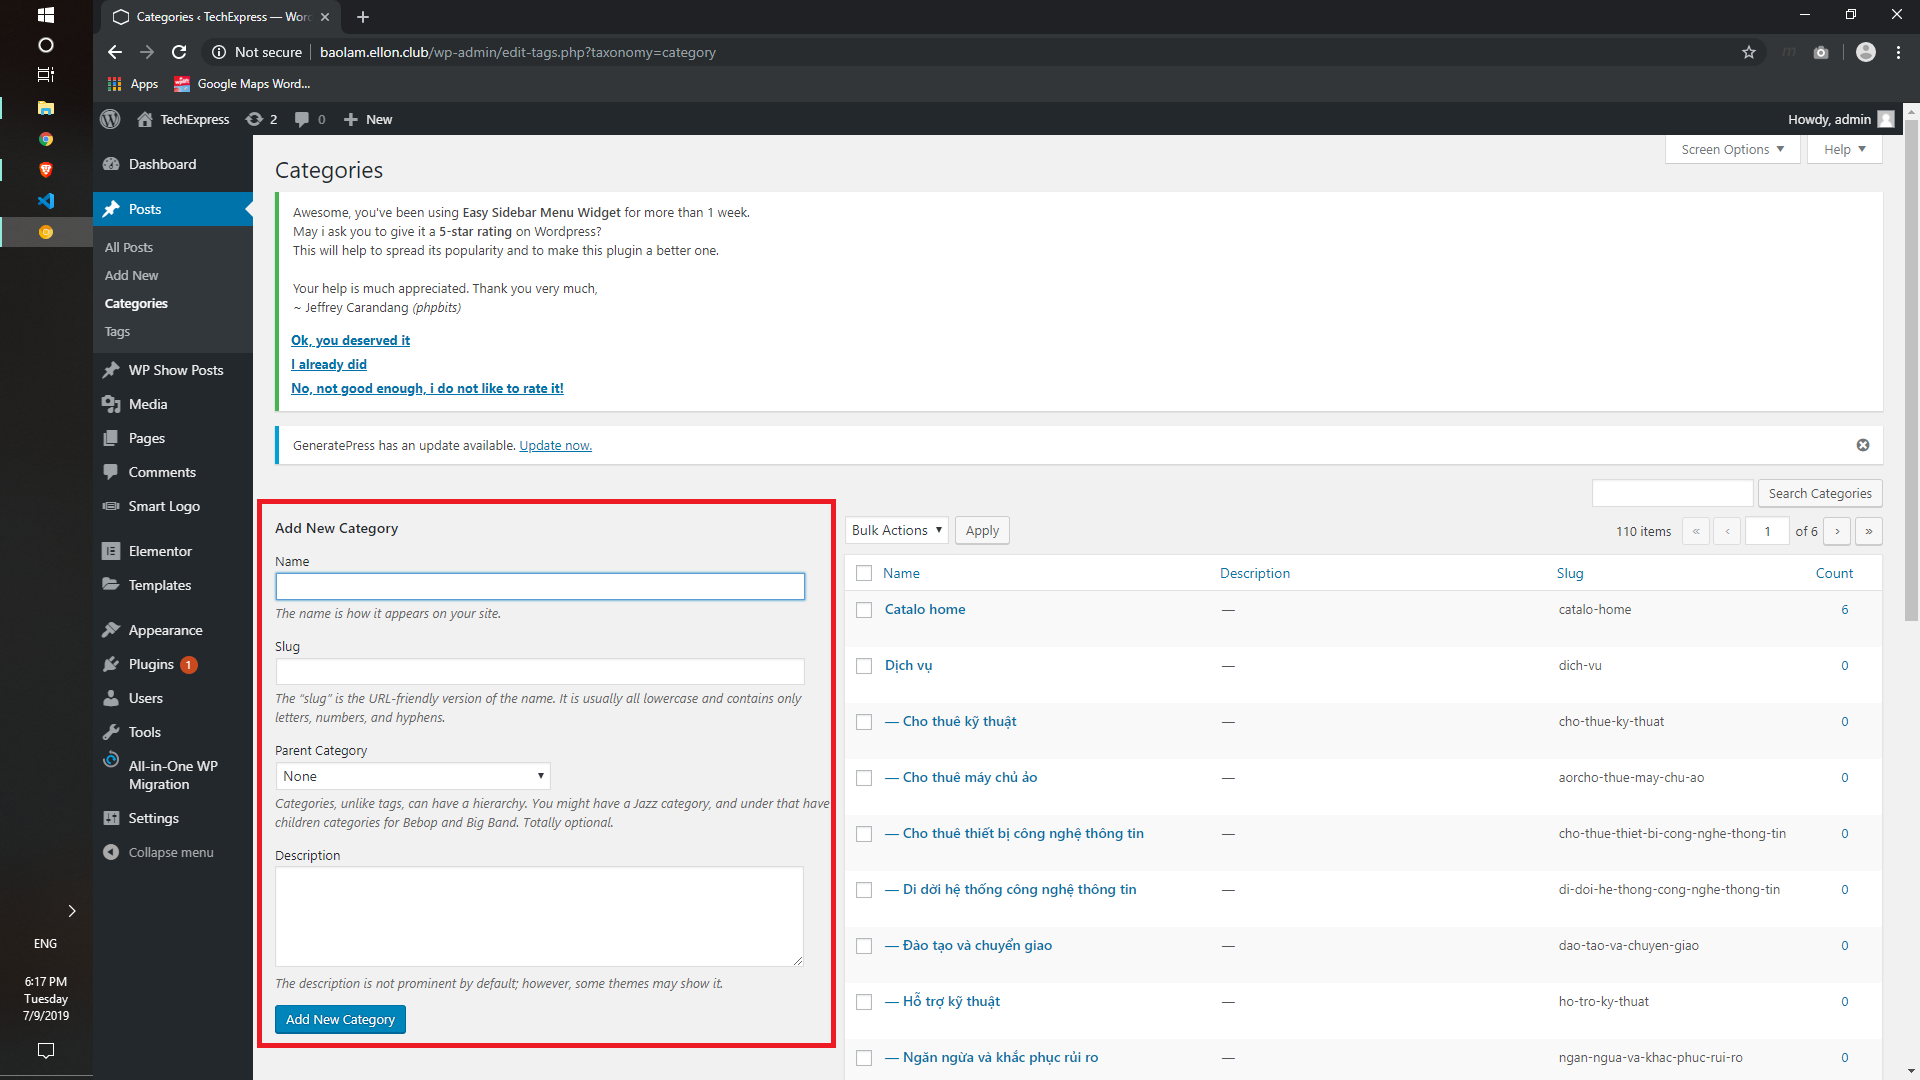 Categories ‹ TechExpress — Wor
Not secure
baolam.ellon.club/wp-admin/edit-tags.php?taxonomy=category
Apps
Google Maps Word...
TechExpress
2
0
New
Howdy, admin
Dashboard
Posts
All Posts
Add New
Categories
Tags
WP Show Posts
Media
Pages
Comments
Smart Logo
Elementor
Templates
Appearance
Plugins 1
Users
Tools
All-in-One WP
Migration
Settings
Collapse menu
ENG
6:17 PM
Tuesday
7/9/2019
Screen Options
Help
Categories
Awesome, you've been using Easy Sidebar Menu Widget for more than 1 week.
May i ask you to give it a 5-star rating on Wordpress?
This will help to spread its popularity and to make this plugin a better one.
Your help is much appreciated. Thank you very much,
~ Jeffrey Carandang (phpbits)
Ok, you deserved it
I already did
No, not good enough, i do not like to rate it!
GeneratePress has an update available. Update now.
Search Categories
Add New Category
Name
The name is how it appears on your site.
Slug
The “slug” is the URL-friendly version of the name. It is usually all lowercase and contains only
letters, numbers, and hyphens.
Parent Category
None
Categories, unlike tags, can have a hierarchy. You might have a Jazz category, and under that have
children categories for Bebop and Big Band. Totally optional.
Description
The description is not prominent by default; however, some themes may show it.
Add New Category
Bulk Actions
Apply
110 items « ‹ 1 of 6 › »
Name Description Slug Count
Catalo home — catalo-home 6
Dịch vụ — dich-vu 0
— Cho thuê kỹ thuật — cho-thue-ky-thuat 0
— Cho thuê máy chủ ảo — aorcho-thue-may-chu-ao 0
— Cho thuê thiết bị công nghệ thông tin — cho-thue-thiet-bi-cong-nghe-thong-tin 0
— Di dời hệ thống công nghệ thông tin — di-doi-he-thong-cong-nghe-thong-tin 0
— Đào tạo và chuyển giao — dao-tao-va-chuyen-giao 0
— Hỗ trợ kỹ thuật — ho-tro-ky-thuat 0
— Ngăn ngừa và khắc phục rủi ro — ngan-ngua-va-khac-phuc-rui-ro 0